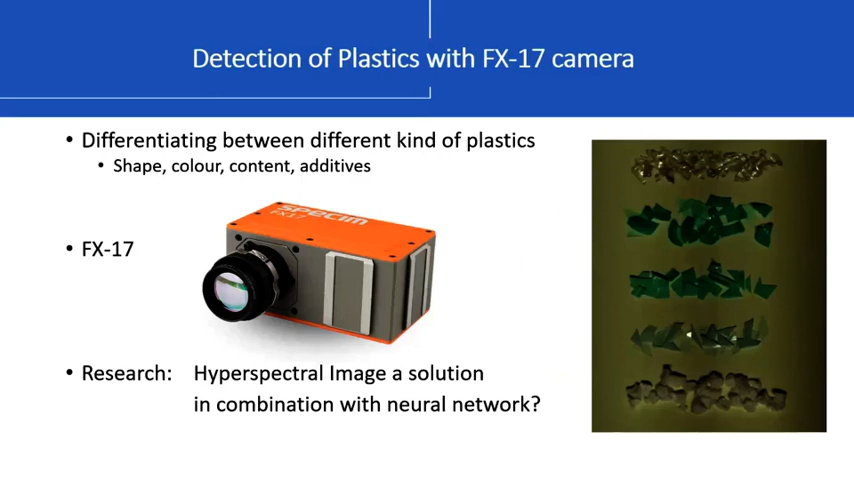 Detection of Plastics with FX-17 camera
• Differentiating between different kind of plastics
• Shape, colour, content, additives
SPECIM
FX17
• FX-17
• Research: Hyperspectral Image a solution
in combination with neural network?